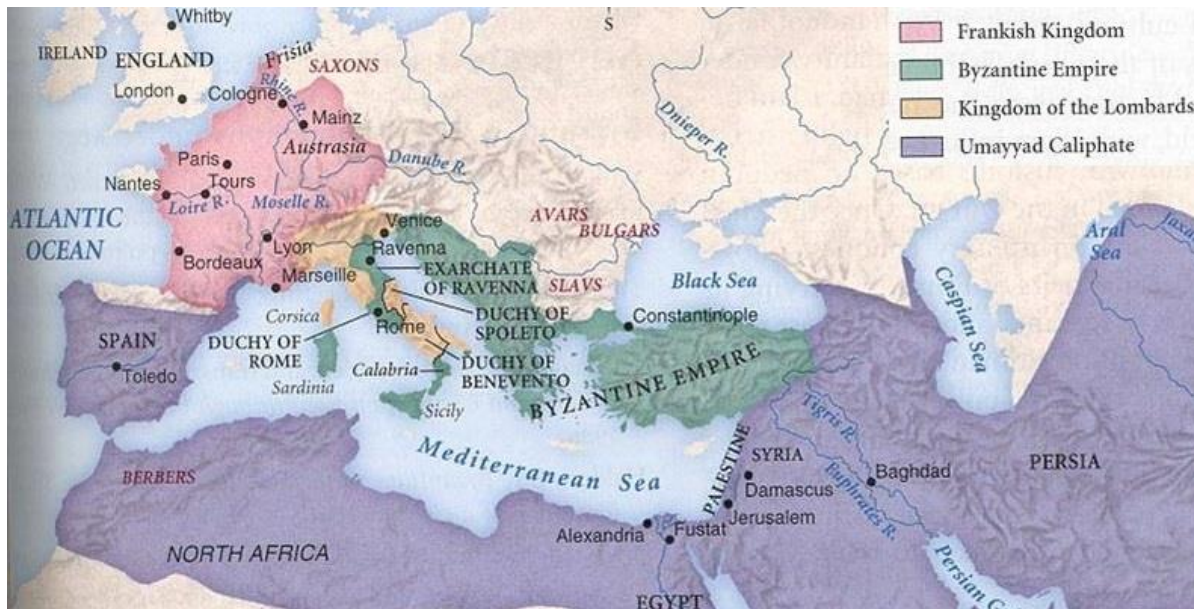 Whitby
S
IRELAND
ENGLAND
Frisia
SAXONS
Frankish Kingdom
Byzantine Empire
Kingdom of the Lombards
Umayyad Caliphate
London
Cologne
Rhine R.
Mainz
Austrasia
Dnieper R.
Paris
Danube R.
Nantes
Tours
Loire R.
Moselle R.
ATLANTIC
OCEAN
Venice
AVARS
BULGARS
Aral
Sea
Lyon
Ravenna
Bordeaux
Marseille
EXARCHATE
OF RAVENNA
SLAVS
Black Sea
Caspian Sea
Corsica
Rome
DUCHY OF
SPOLETO
Constantinople
SPAIN
DUCHY OF
ROME
Toledo
Sardinia
Calabria
DUCHY OF
BENEVENTO
BYZANTINE EMPIRE
Sicily
Mediterranean Sea
Tigris R.
BERBERS
PALESTINE
SYRIA
Baghdad
PERSIA
Damascus
Euphrates R.
Jerusalem
Alexandria
Fustat
NORTH AFRICA
Persian
EGYPT